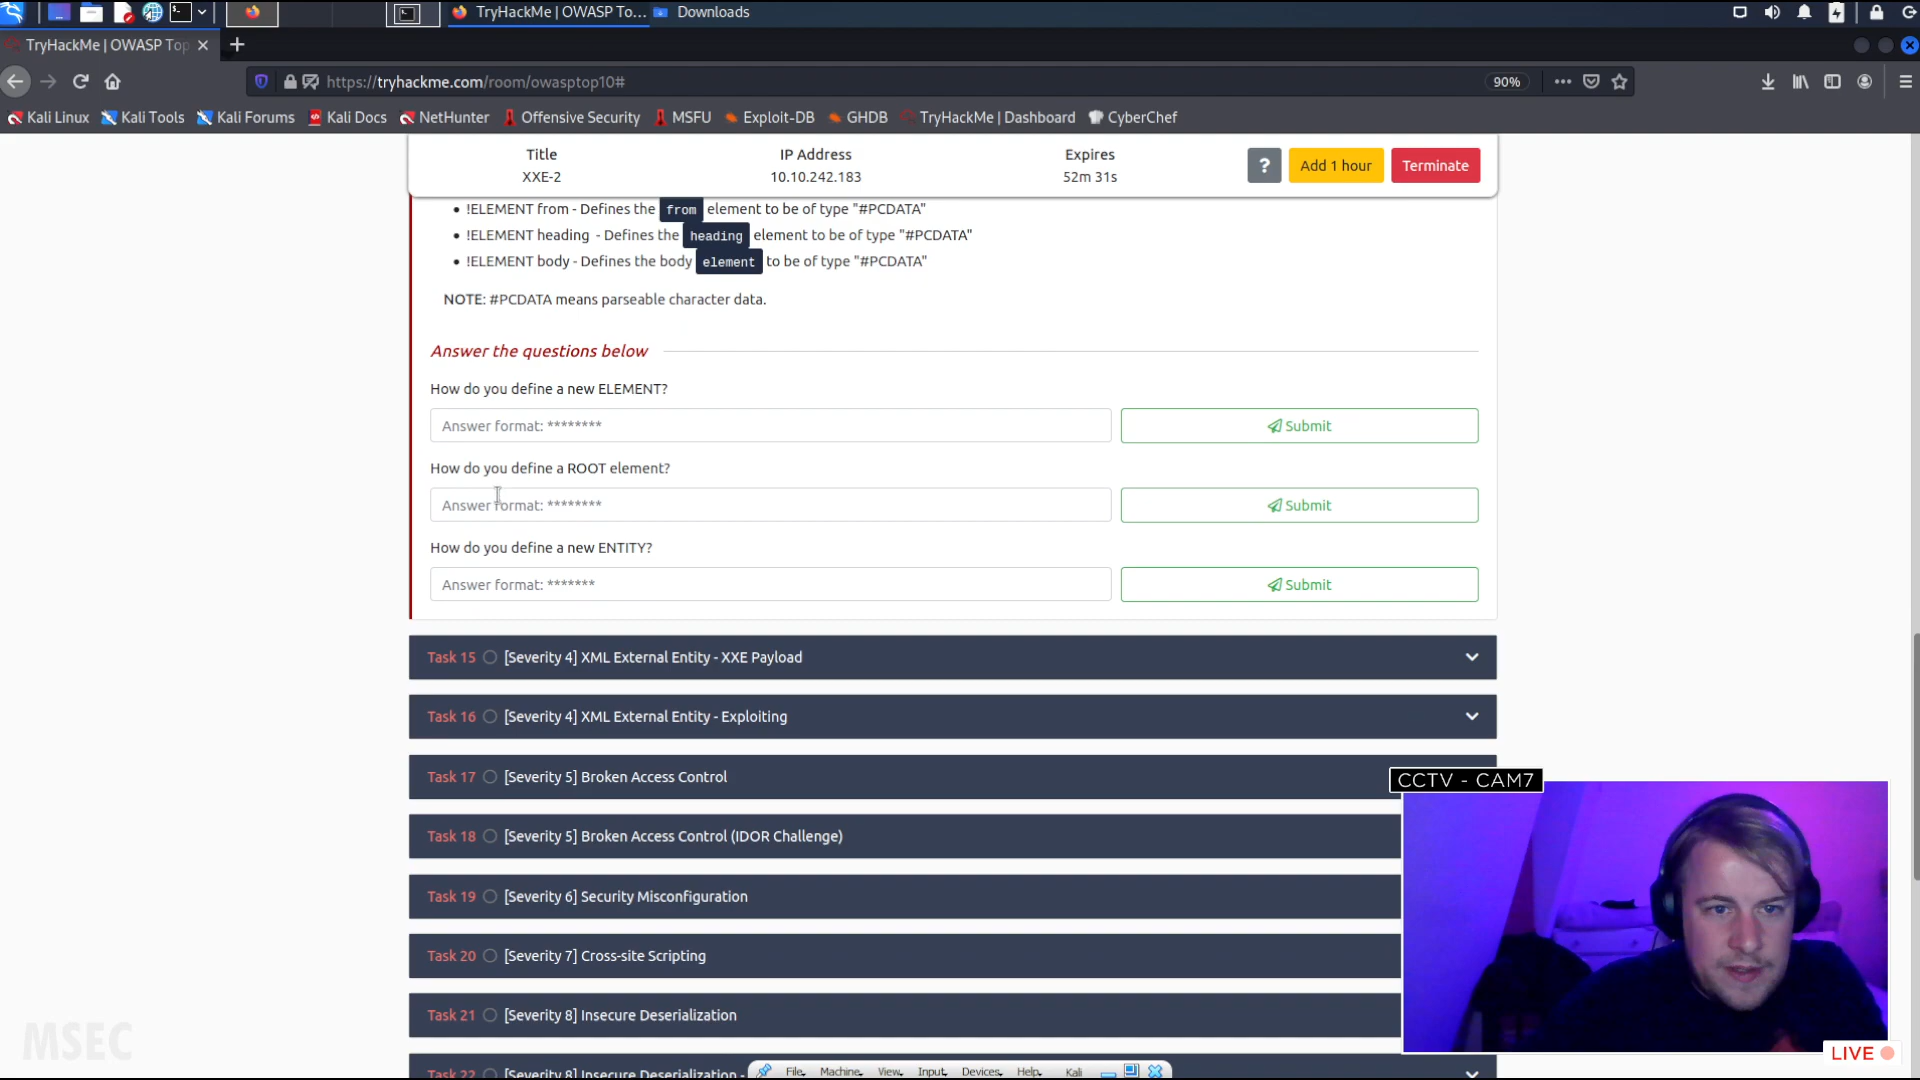 TryHackMe | OWASP To...
Downloads
TryHackMe | OWASP Top
https://tryhackme.com/room/owasptop10#
90%
Kali Linux
Kali Tools
Kali Forums
Kali Docs
NetHunter
Offensive Security
MSFU
Exploit-DB
GHDB
TryHackMe | Dashboard
CyberChef
Title
IP Address
Expires
XXE-2
10.10.242.183
52m 31s
?
Add 1 hour
Terminate
• !ELEMENT from - Defines the from element to be of type "#PCDATA"
• !ELEMENT heading - Defines the heading element to be of type "#PCDATA"
• !ELEMENT body - Defines the body element to be of type "#PCDATA"
NOTE: #PCDATA means parseable character data.
Answer the questions below
How do you define a new ELEMENT?
Answer format: ********
Submit
How do you define a ROOT element?
Answer format: ********
Submit
How do you define a new ENTITY?
Answer format: *******
Submit
Task 15 [Severity 4] XML External Entity - XXE Payload
Task 16 [Severity 4] XML External Entity - Exploiting
Task 17 [Severity 5] Broken Access Control
CCTV - CAM7
Task 18 [Severity 5] Broken Access Control (IDOR Challenge)
Task 19 [Severity 6] Security Misconfiguration
Task 20 [Severity 7] Cross-site Scripting
Task 21 [Severity 8] Insecure Deserialization
MSEC
LIVE
Task 22 [Severity 8] Insecure Deserialization -
File
Machine
View
Input
Devices
Help
Kali